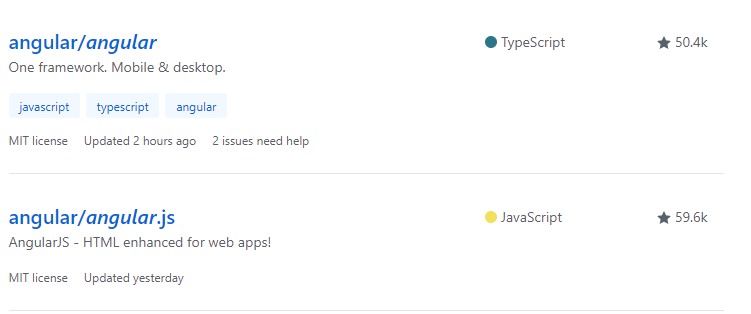 angular/angular TypeScript 50.4k
One framework. Mobile & desktop.
javascript typescript angular
MIT license Updated 2 hours ago 2 issues need help
angular/angular.js JavaScript 59.6k
AngularJS - HTML enhanced for web apps!
MIT license Updated yesterday